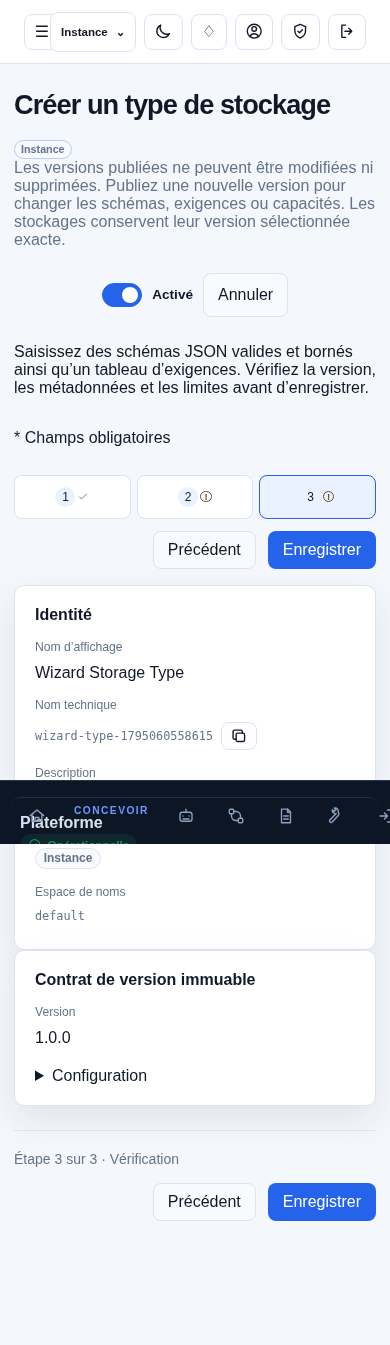 Instance
Créer un type de stockage
Instance
Les versions publiées ne peuvent être modifiées ni
supprimées. Publiez une nouvelle version pour
changer les schémas, exigences ou capacités. Les
stockages conservent leur version sélectionnée
exacte.
Activé
Annuler
Saisissez des schémas JSON valides et bornés
ainsi qu’un tableau d’exigences. Vérifiez la version,
les métadonnées et les limites avant d’enregistrer.
* Champs obligatoires
1
2
3
Précédent
Enregistrer
Identité
Nom d’affichage
Wizard Storage Type
Nom technique
wizard-type-1795060558615
Description
CONCEVOIR
Plateforme
Opérationnelle
Instance
Espace de noms
default
Contrat de version immuable
Version
1.0.0
Configuration
Étape 3 sur 3 · Vérification
Précédent
Enregistrer